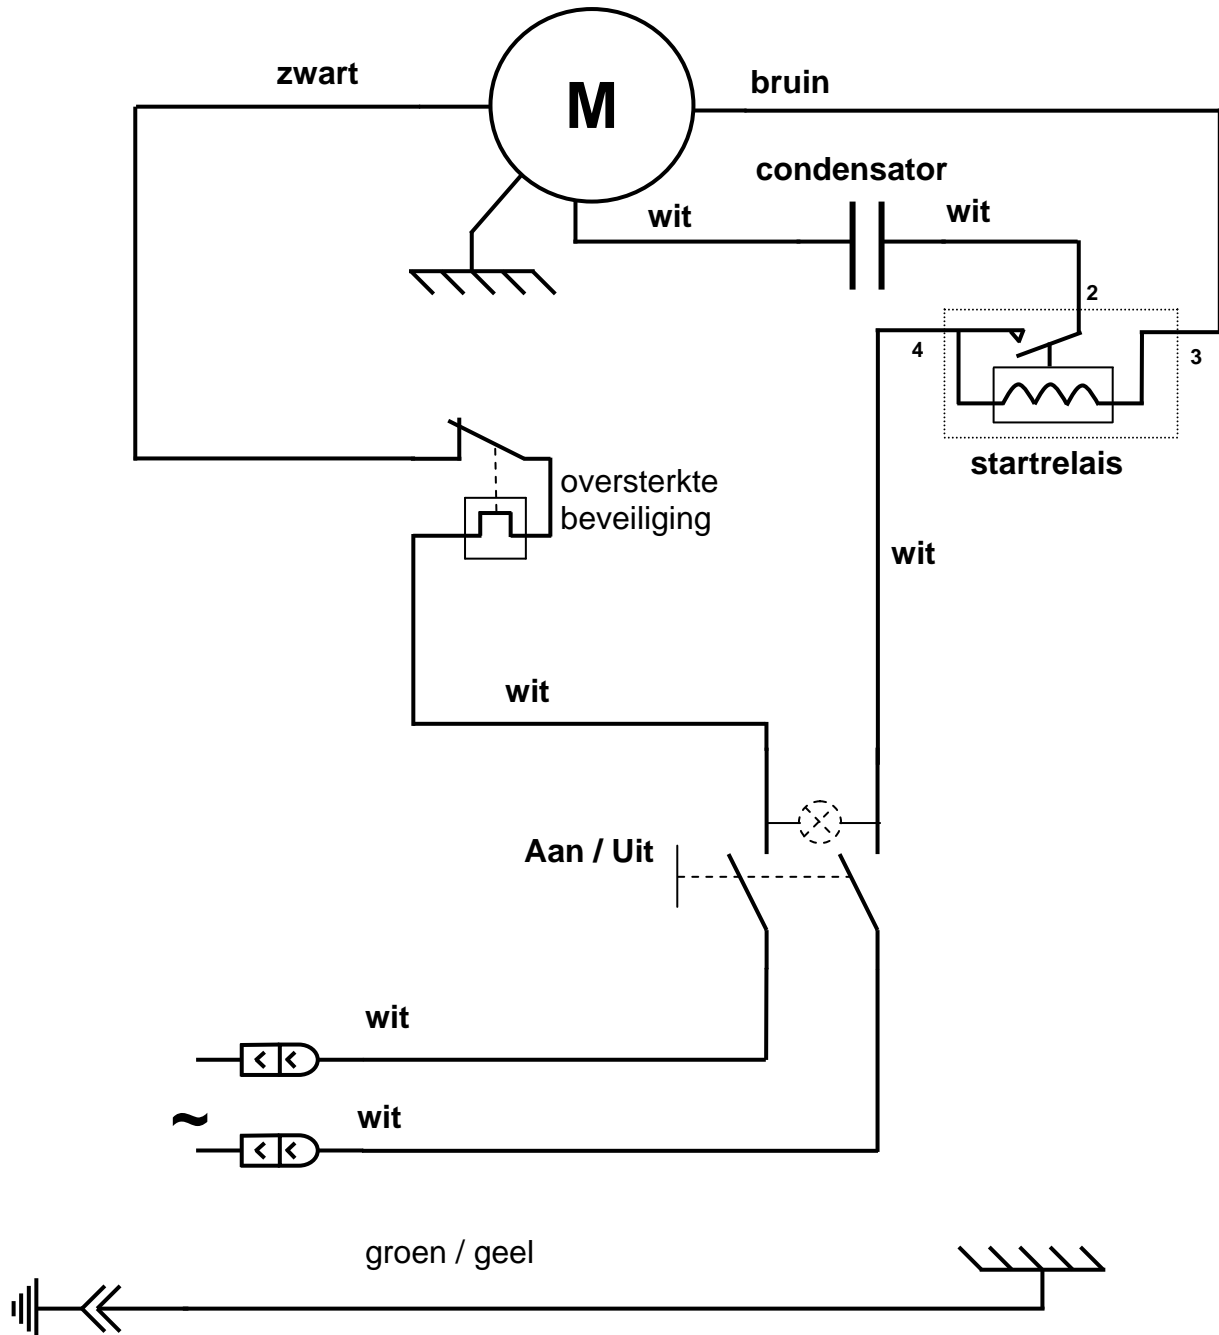 zwart
M
bruin
condensator
wit
wit
2
4
3
startrelais
oversterkte
beveiliging
wit
wit
Aan / Uit
wit
~
wit
groen / geel